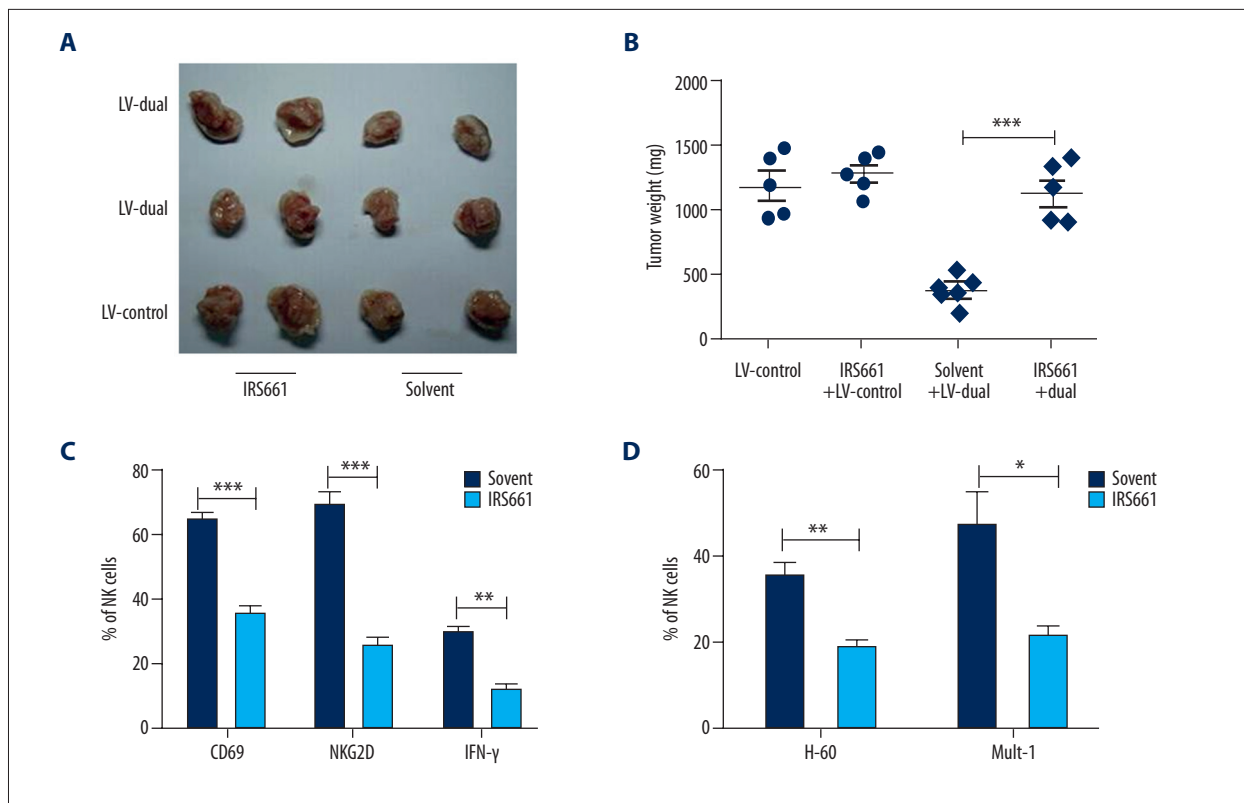 A
LV-dual
LV-dual
LV-control
IRS661
Solvent
B
Tumor weight (mg)
2000
1500
1000
500
0
***
LV-control
IRS661
+LV-control
Solvent
+LV-dual
IRS661
+dual
C
% of NK cells
80
60
40
20
0
***
***
**
Sovent
IRS661
CD69
NKG2D
IFN-γ
D
% of NK cells
60
40
20
0
**
*
Sovent
IRS661
H-60
Mult-1